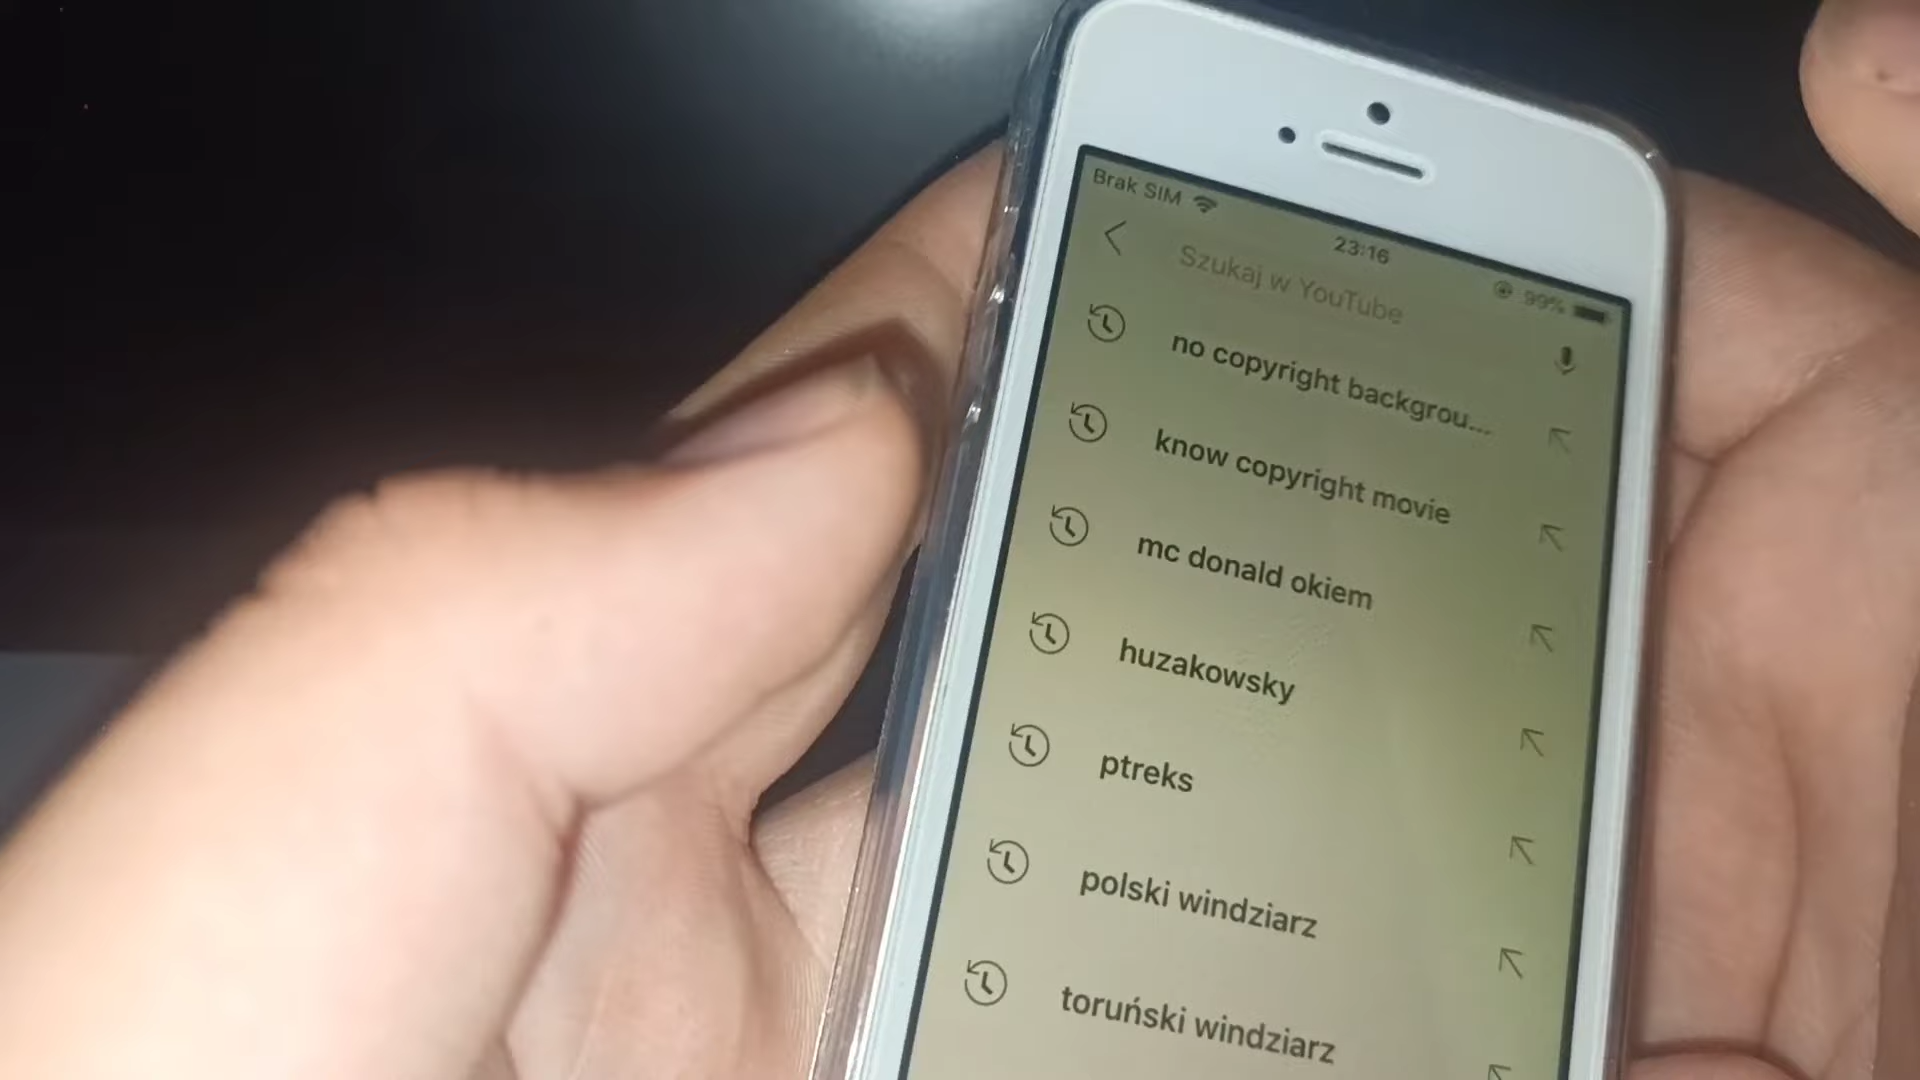 Brak SIM
23:16
99%
Szukaj w YouTube
no copyright backgrou...
know copyright movie
mc donald okiem
huzakowsky
ptreks
polski windziarz
toruński windziarz